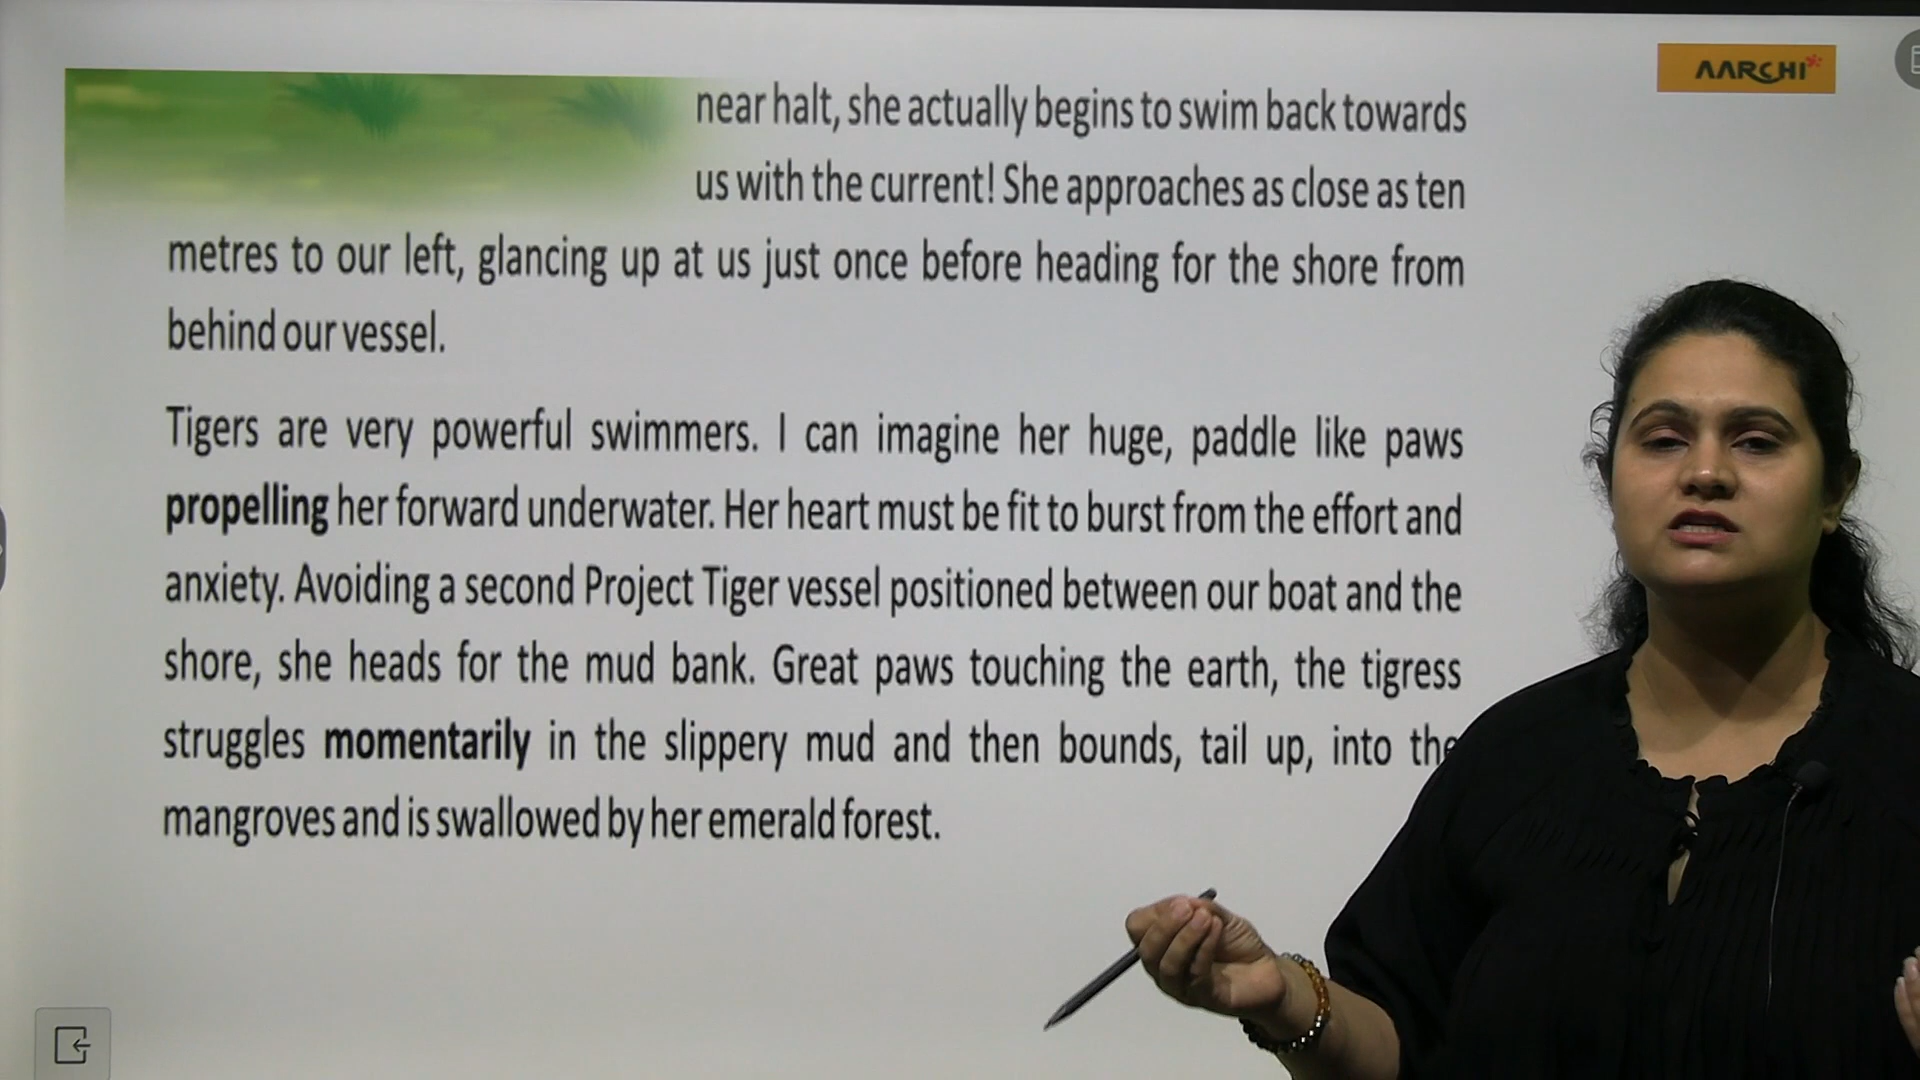 AARCHI
near halt, she actually begins to swim back towards
us with the current! She approaches as close as ten
metres to our left, glancing up at us just once before heading for the shore from
behind our vessel.
Tigers are very powerful swimmers. I can imagine her huge, paddle like paws
propelling her forward underwater. Her heart must be fit to burst from the effort and
anxiety. Avoiding a second Project Tiger vessel positioned between our boat and the
shore, she heads for the mud bank. Great paws touching the earth, the tigress
struggles momentarily in the slippery mud and then bounds, tail up, into the
mangroves and is swallowed by her emerald forest.